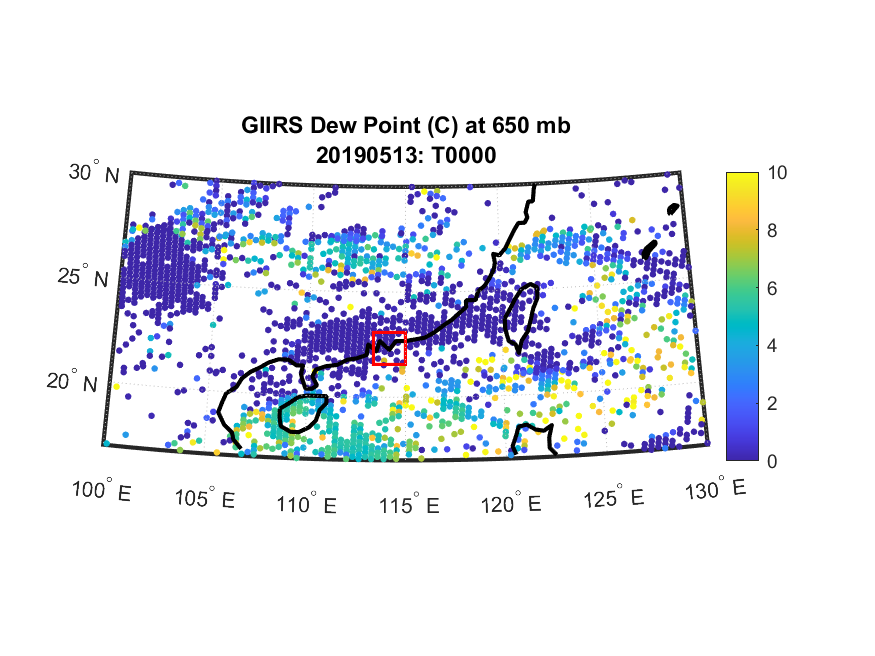 GIIRS Dew Point (C) at 650 mb
20190513: T0000
30° N
25° N
20° N
100° E
105° E
110° E
115° E
120° E
125° E
130° E
10
8
6
4
2
0